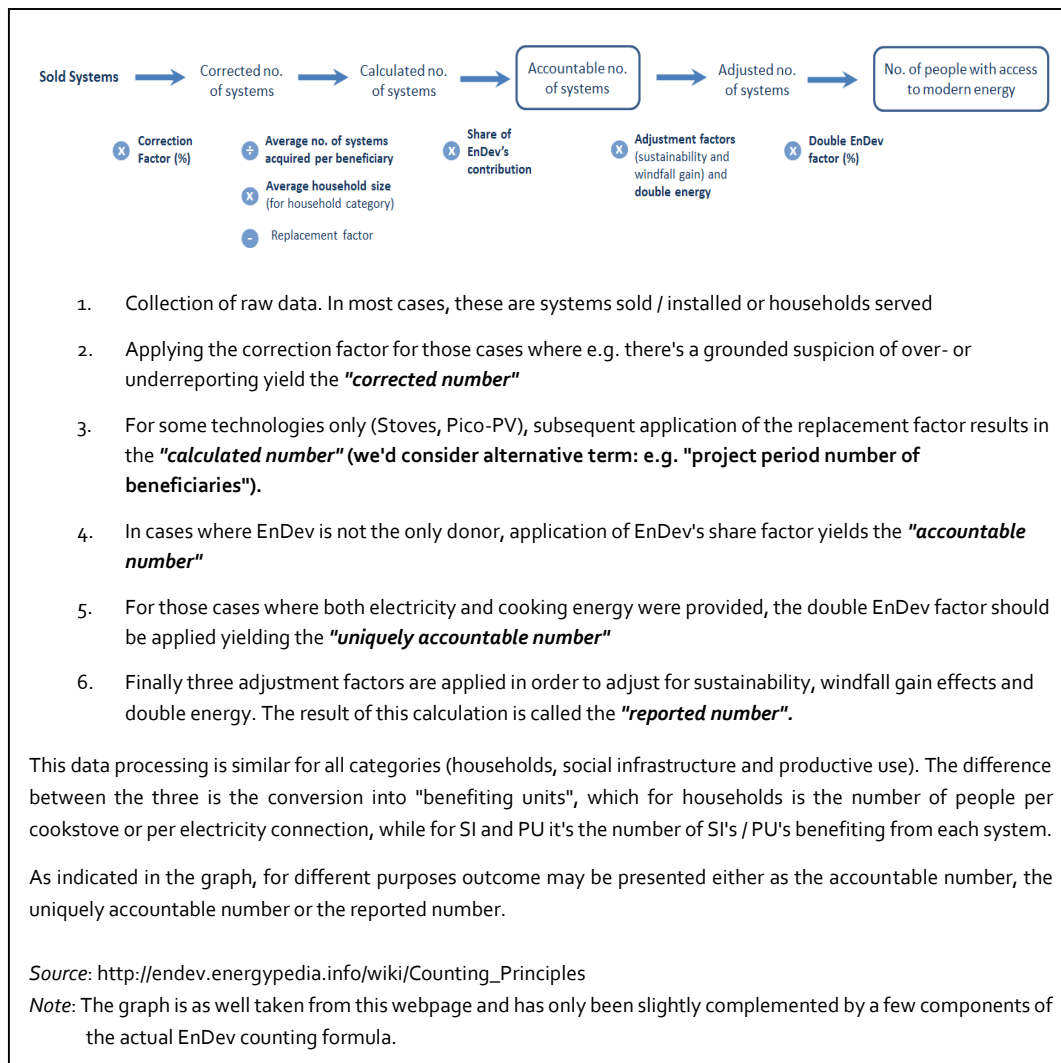 Sold Systems
Corrected no.
of systems
Calculated no.
of systems
Accountable no.
of systems
Adjusted no.
of systems
No. of people with access
to modern energy
x Correction
Factor (%)
÷ Average no. of systems
acquired per beneficiary
x Average household size
(for household category)
- Replacement factor
x Share of
EnDev's
contribution
x Adjustment factors
(sustainability and
windfall gain) and
double energy
x Double EnDev
factor (%)
1. Collection of raw data. In most cases, these are systems sold / installed or households served
2. Applying the correction factor for those cases where e.g. there's a grounded suspicion of over- or
underreporting yield the "corrected number"
3. For some technologies only (Stoves, Pico-PV), subsequent application of the replacement factor results in
the "calculated number" (we'd consider alternative term: e.g. "project period number of
beneficiaries").
4. In cases where EnDev is not the only donor, application of EnDev's share factor yields the "accountable
number"
5. For those cases where both electricity and cooking energy were provided, the double EnDev factor should
be applied yielding the "uniquely accountable number"
6. Finally three adjustment factors are applied in order to adjust for sustainability, windfall gain effects and
double energy. The result of this calculation is called the "reported number".
This data processing is similar for all categories (households, social infrastructure and productive use). The difference
between the three is the conversion into "benefiting units", which for households is the number of people per
cookstove or per electricity connection, while for SI and PU it's the number of SI's / PU's benefiting from each system.
As indicated in the graph, for different purposes outcome may be presented either as the accountable number, the
uniquely accountable number or the reported number.
Source: http://endev.energypedia.info/wiki/Counting_Principles
Note: The graph is as well taken from this webpage and has only been slightly complemented by a few components of
the actual EnDev counting formula.